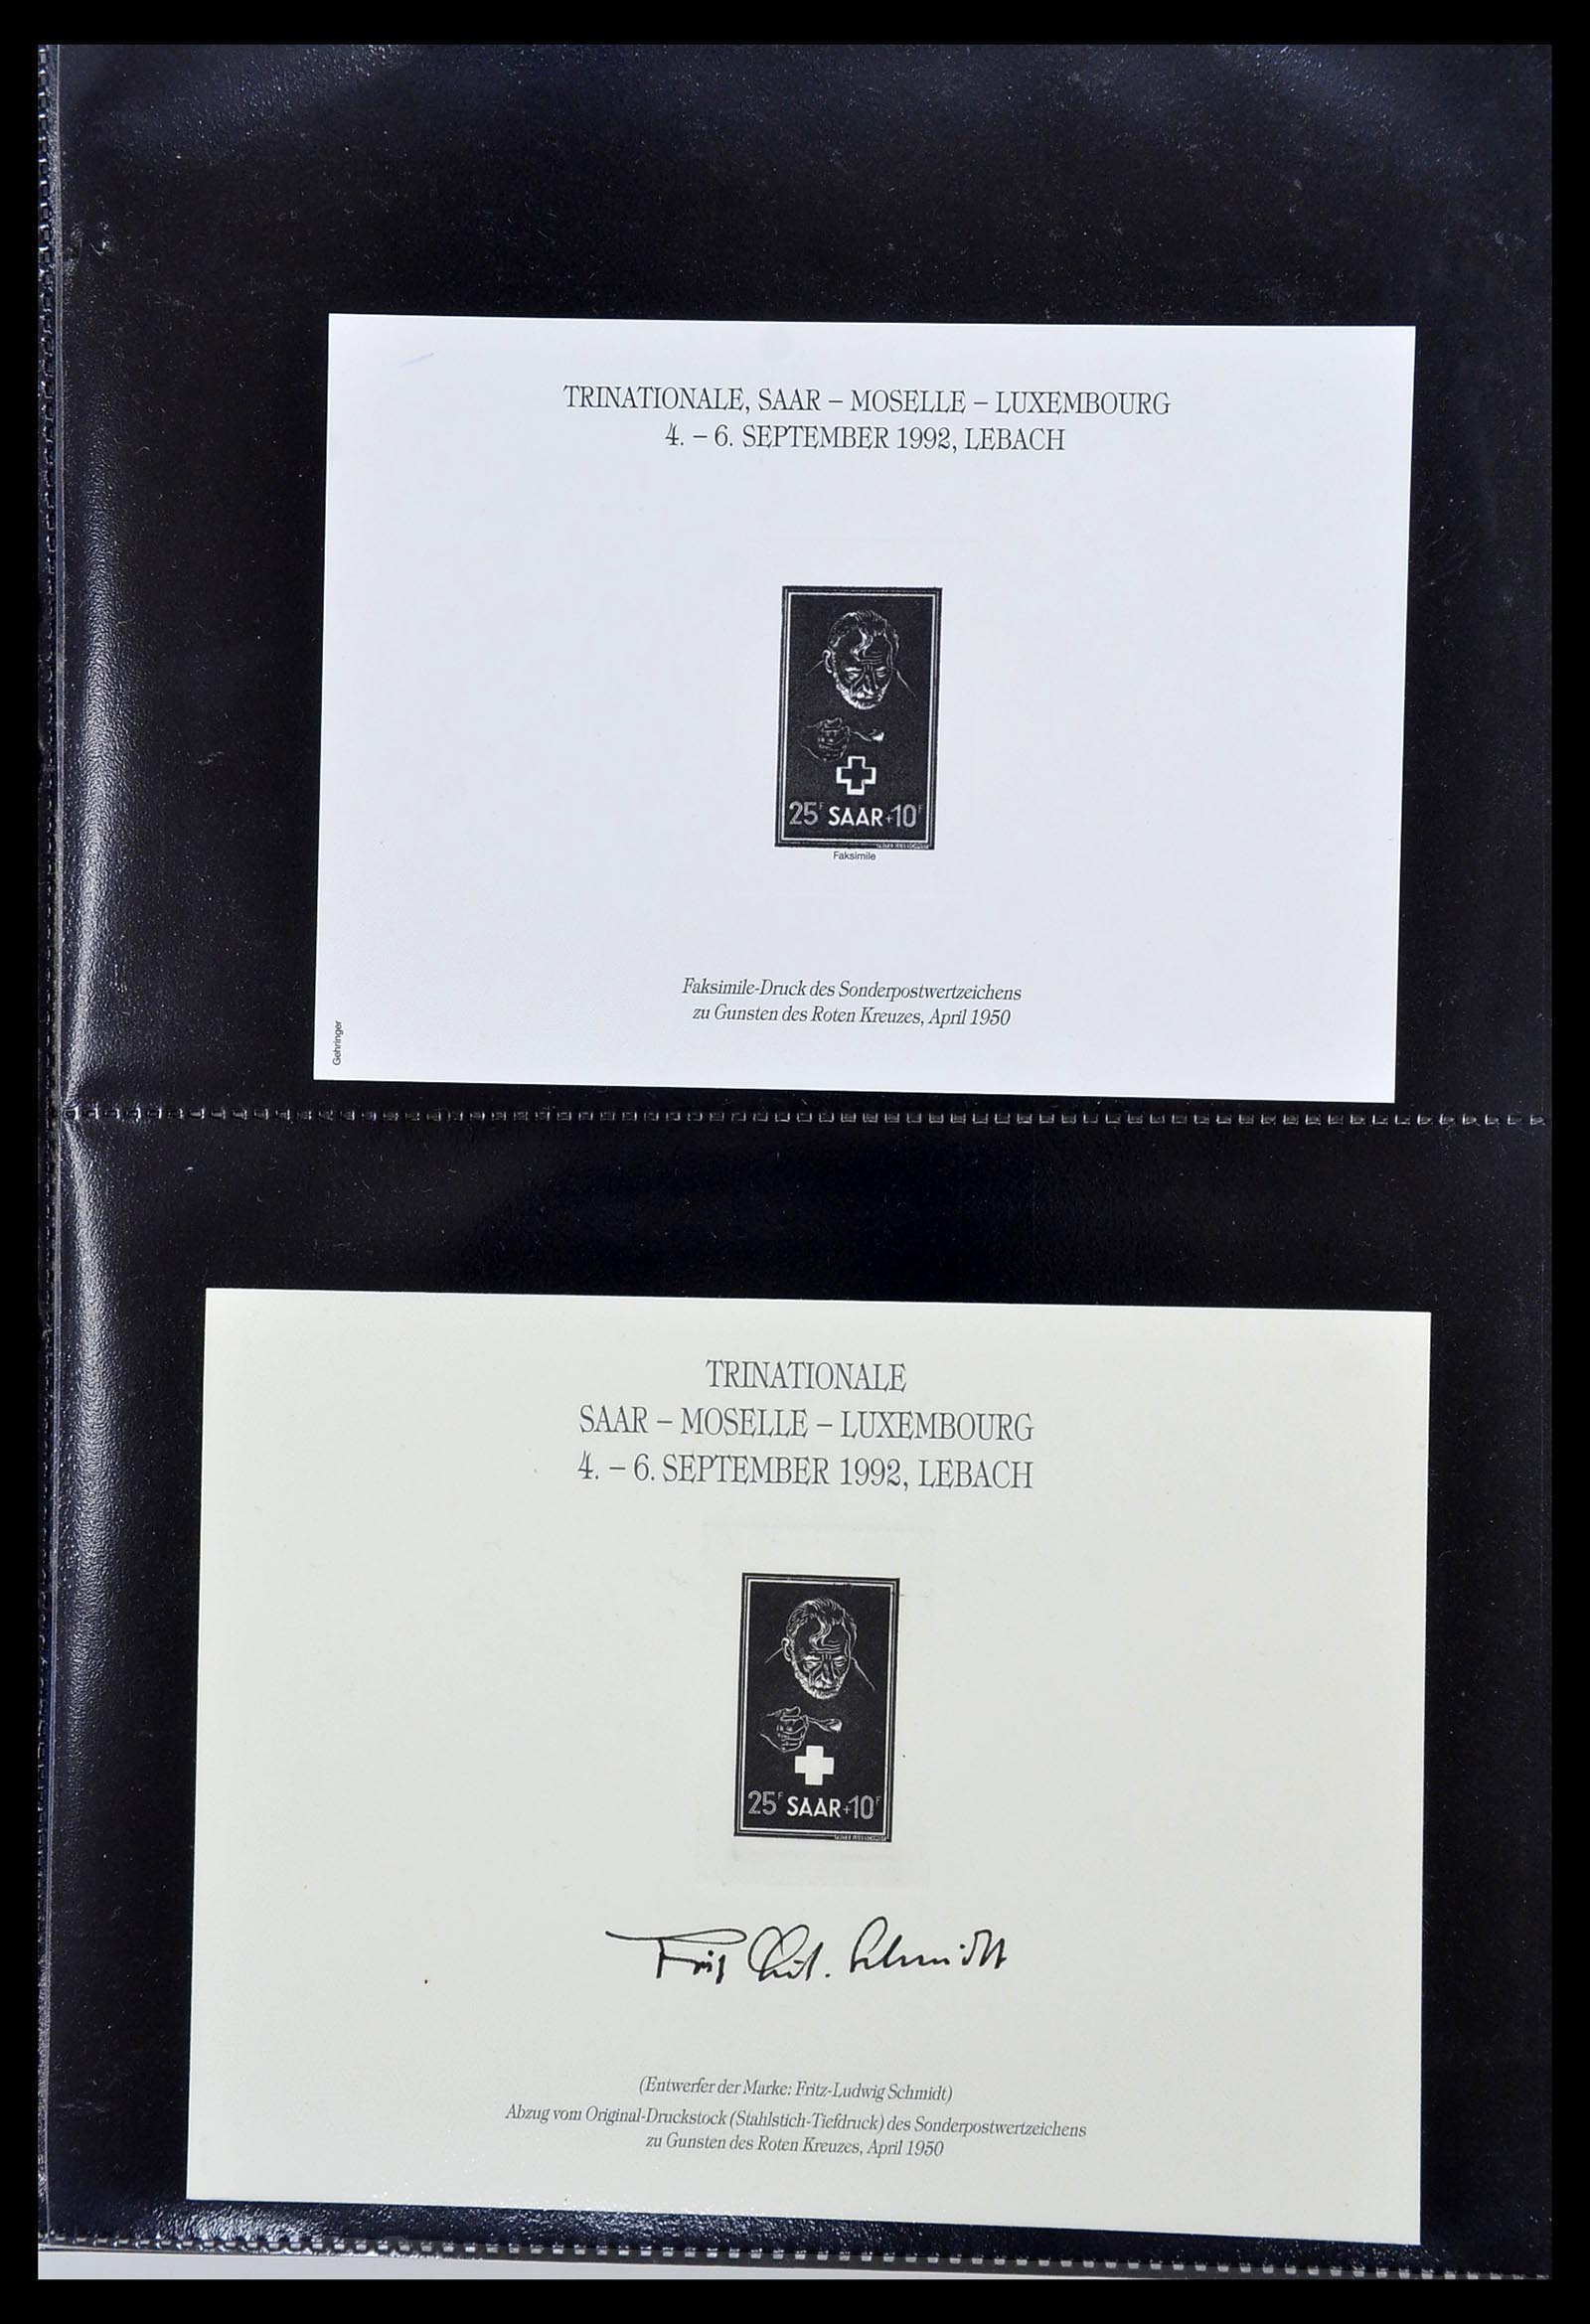 TRINATIONALE, SAAR – MOSELLE – LUXEMBOURG
4. – 6. SEPTEMBER 1992, LEBACH
25F SAAR+10F
Faksimile
Faksimile-Druck des Sonderpostwertzeichens
zu Gunsten des Roten Kreuzes, April 1950
Gehringer
TRINATIONALE
SAAR – MOSELLE – LUXEMBOURG
4. – 6. SEPTEMBER 1992, LEBACH
25F SAAR+10F
Schmidt
(Entwerfer der Marke: Fritz-Ludwig Schmidt)
Abzug vom Original-Druckstock (Stahlstich-Tiefdruck) des Sonderpostwertzeichens
zu Gunsten des Roten Kreuzes, April 1950